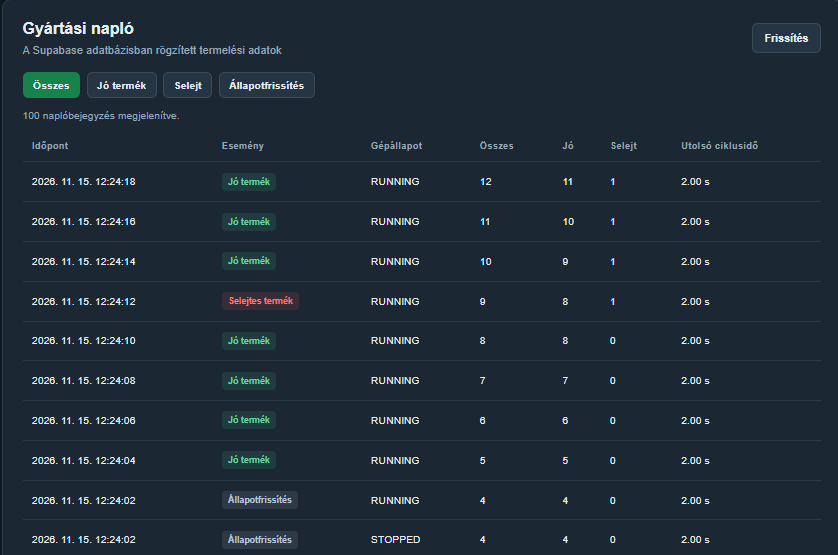 Gyártási napló
A Supabase adatbázisban rögzített termelési adatok
Frissítés
Összes Jó termék Selejt Állapotfrissítés
100 naplóbejegyzés megjelenítve.
Időpont Esemény Gépállapot Összes Jó Selejt Utolsó ciklusidő
2026. 11. 15. 12:24:18 Jó termék RUNNING 12 11 1 2.00 s
2026. 11. 15. 12:24:16 Jó termék RUNNING 11 10 1 2.00 s
2026. 11. 15. 12:24:14 Jó termék RUNNING 10 9 1 2.00 s
2026. 11. 15. 12:24:12 Selejtes termék RUNNING 9 8 1 2.00 s
2026. 11. 15. 12:24:10 Jó termék RUNNING 8 8 0 2.00 s
2026. 11. 15. 12:24:08 Jó termék RUNNING 7 7 0 2.00 s
2026. 11. 15. 12:24:06 Jó termék RUNNING 6 6 0 2.00 s
2026. 11. 15. 12:24:04 Jó termék RUNNING 5 5 0 2.00 s
2026. 11. 15. 12:24:02 Állapotfrissítés RUNNING 4 4 0 2.00 s
2026. 11. 15. 12:24:02 Állapotfrissítés STOPPED 4 4 0 2.00 s